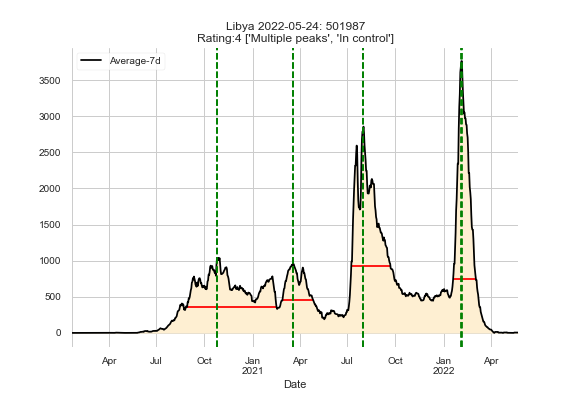 Libya 2022-05-24: 501987
Rating:4 ['Multiple peaks', 'In control']
Average-7d
3500
3000
2500
2000
1500
1000
500
0
Apr Jul Oct Jan Apr Jul Oct Jan Apr
2021 2022
Date